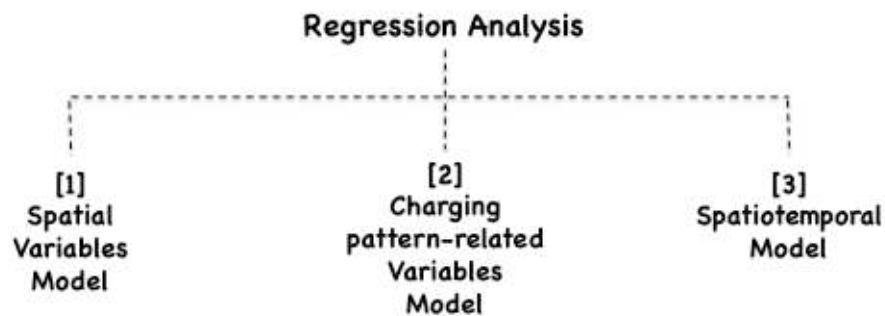 Regression Analysis
[1]
Spatial
Variables
Model
[2]
Charging
pattern-related
Variables
Model
[3]
Spatiotemporal
Model